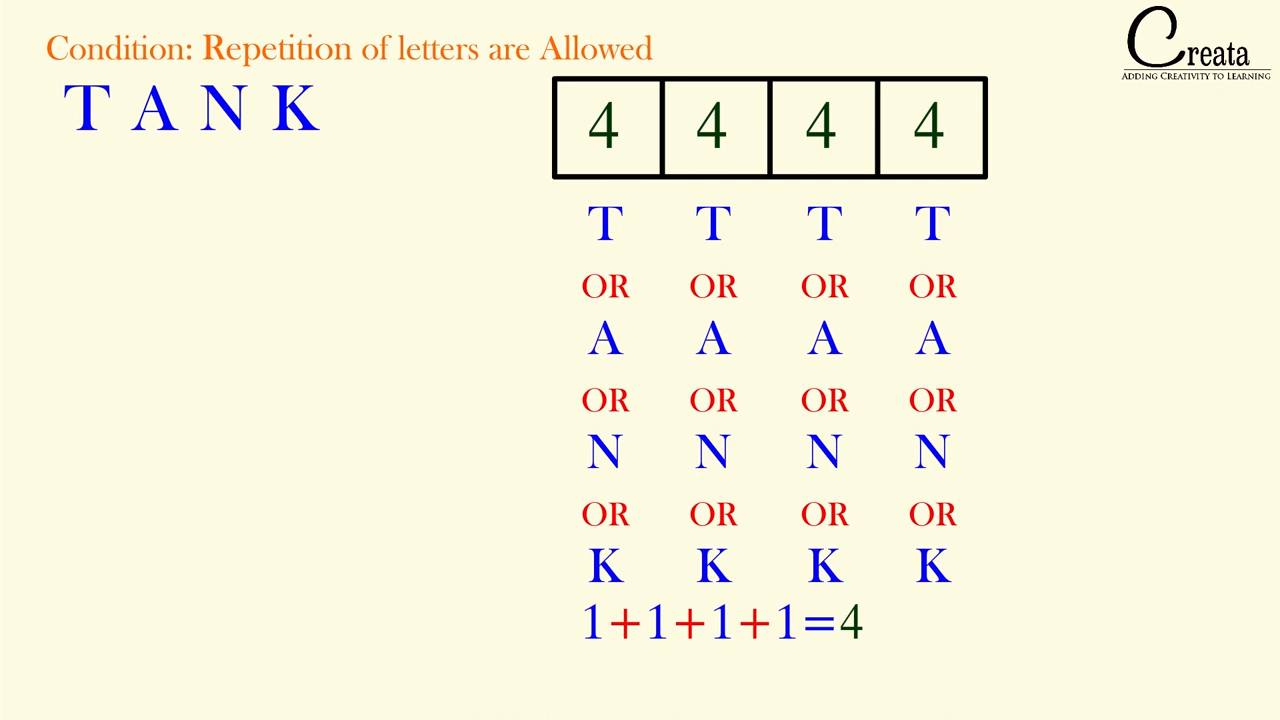 Condition: Repetition of letters are Allowed
Creata
ADDING CREATIVITY TO LEARNING
T A N K
4 4 4 4
T T T T
OR OR OR OR
A A A A
OR OR OR OR
N N N N
OR OR OR OR
K K K K
1+1+1+1=4